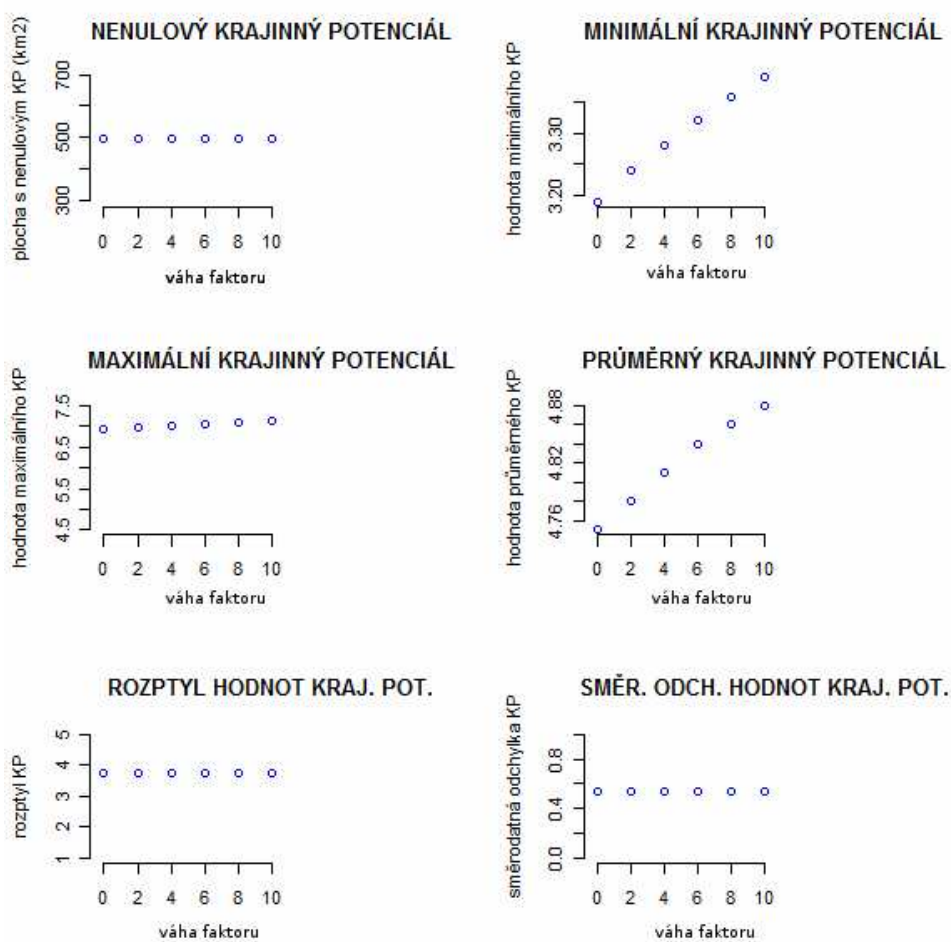 NENULOVÝ KRAJINNÝ POTENCIÁL
plocha s nenulovým KP (km2)
700
500
300
0 2 4 6 8 10
váha faktoru
MINIMÁLNÍ KRAJINNÝ POTENCIÁL
hodnota minimálního KP
3.30
3.20
0 2 4 6 8 10
váha faktoru
MAXIMÁLNÍ KRAJINNÝ POTENCIÁL
hodnota maximálního KP
7.5
6.5
5.5
4.5
0 2 4 6 8 10
váha faktoru
PRŮMĚRNÝ KRAJINNÝ POTENCIÁL
hodnota průměrného KP
4.88
4.82
4.76
0 2 4 6 8 10
váha faktoru
ROZPTYL HODNOT KRAJ. POT.
rozptyl KP
5
4
3
2
1
0 2 4 6 8 10
váha faktoru
SMĚR. ODCH. HODNOT KRAJ. POT.
směrodatná odchylka KP
0.8
0.4
0.0
0 2 4 6 8 10
váha faktoru